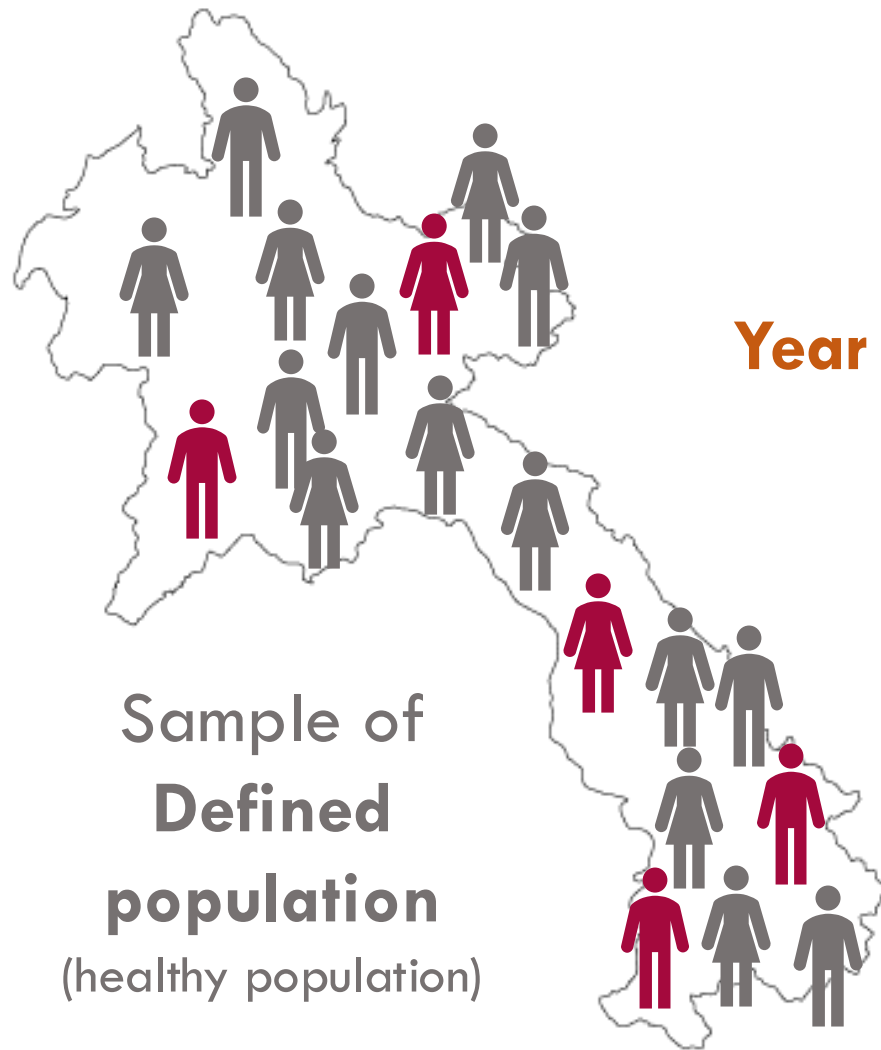 Year
Sample of
Defined
population
(healthy population)